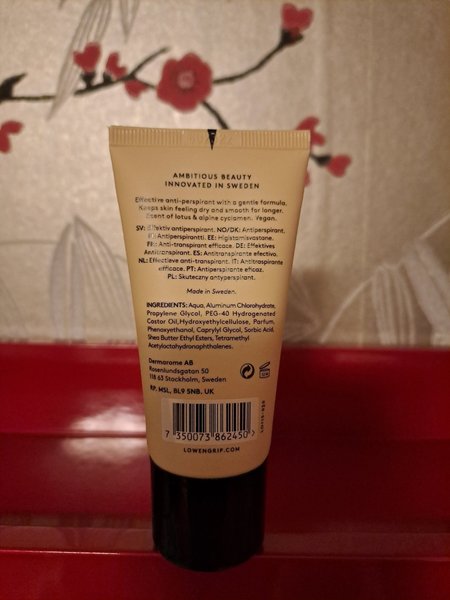 AMBITIOUS BEAUTY
INNOVATED IN SWEDEN
Effective anti-perspirant with a gentle formula.
Keeps skin feeling dry and smooth for longer.
Scent of lotus & alpine cyclamen. Vegan.
SV: Effektiv antiperspirant. NO/DK: Antiperspirant.
FI: Antiperspirantti. EE: Higistamisvastane.
FR: Anti-transpirant efficace. DE: Effektives
Antitranspirant. ES: Antitranspirante efectivo.
NL: Effectieve anti-transpirant. IT: Antitraspirante
efficace. PT: Antiperspirante eficaz.
PL: Skuteczny antyperspirant.
Made in Sweden.
INGREDIENTS: Aqua, Aluminum Chlorohydrate,
Propylene Glycol, PEG-40 Hydrogenated
Castor Oil, Hydroxyethylcellulose, Parfum,
Phenoxyethanol, Caprylyl Glycol, Sorbic Acid,
Shea Butter Ethyl Esters, Tetramethyl
Acetyloctahydronaphthalenes.
Dermarome AB
Rosenlundsgatan 50
118 63 Stockholm, Sweden
RP. MSL, BL9 5NB. UK
7 350073 862450 >
LOWENGRIP.COM